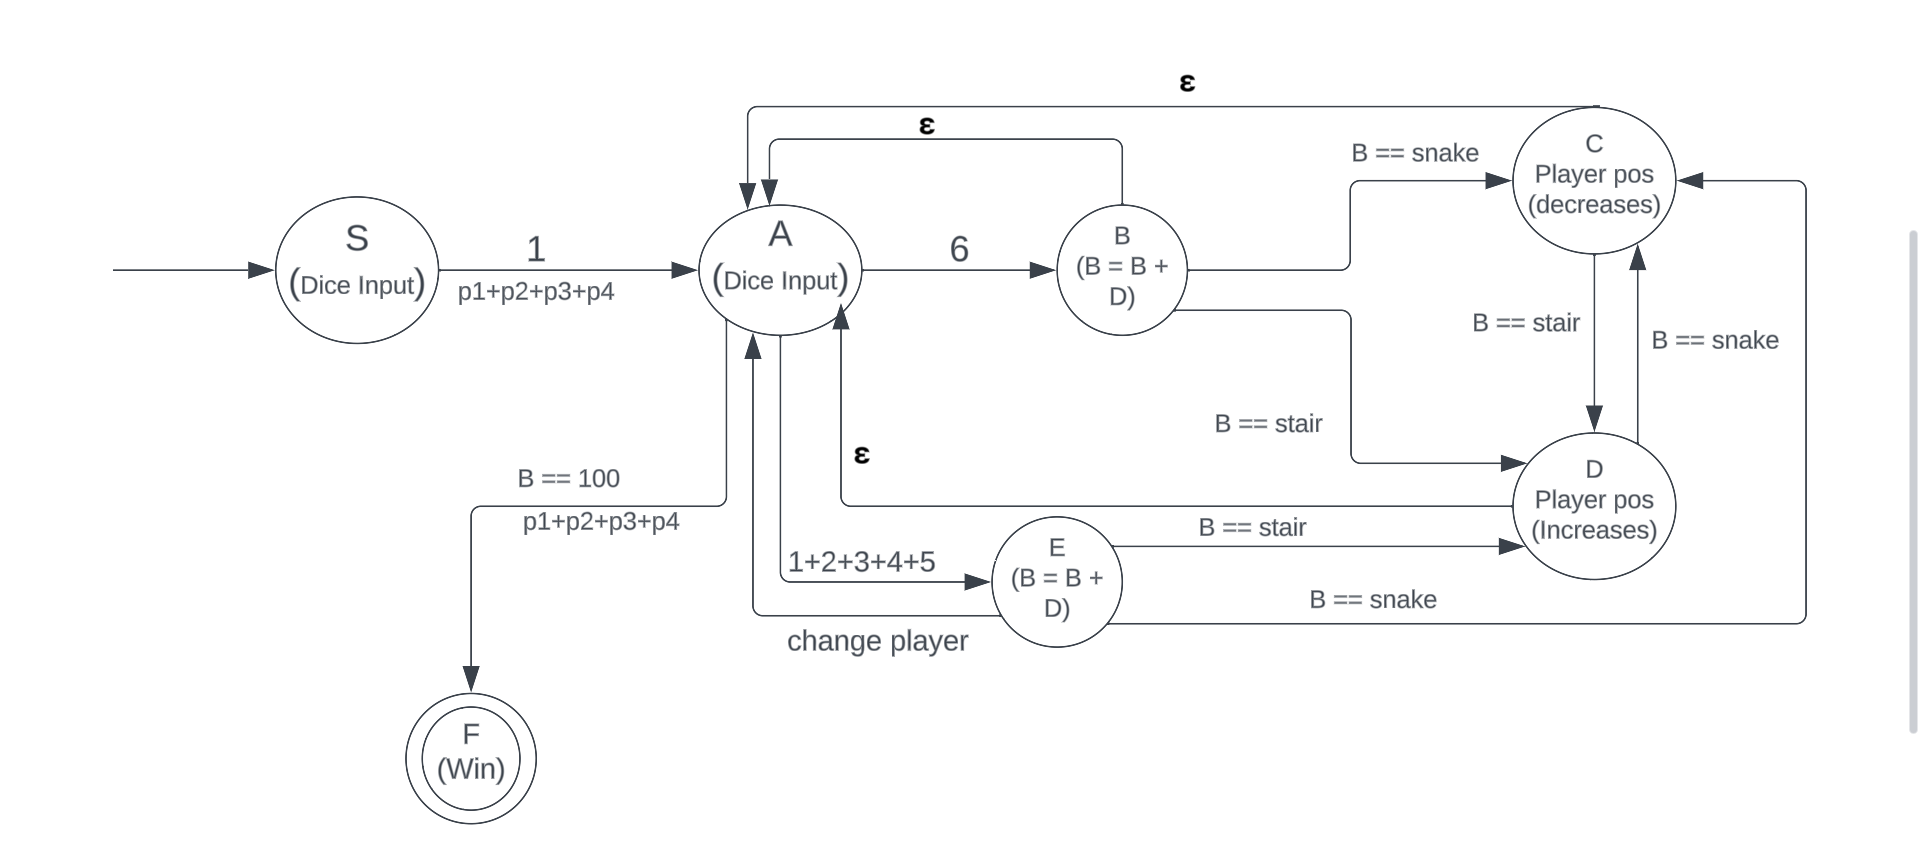 ε
ε
B == snake
C
Player pos
(decreases)
S
(Dice Input)
1
p1+p2+p3+p4
A
(Dice Input)
6
B
(B = B +
D)
B == stair
B == snake
B == stair
ε
B == 100
p1+p2+p3+p4
D
Player pos
(Increases)
B == stair
1+2+3+4+5
E
(B = B +
D)
B == snake
change player
F
(Win)